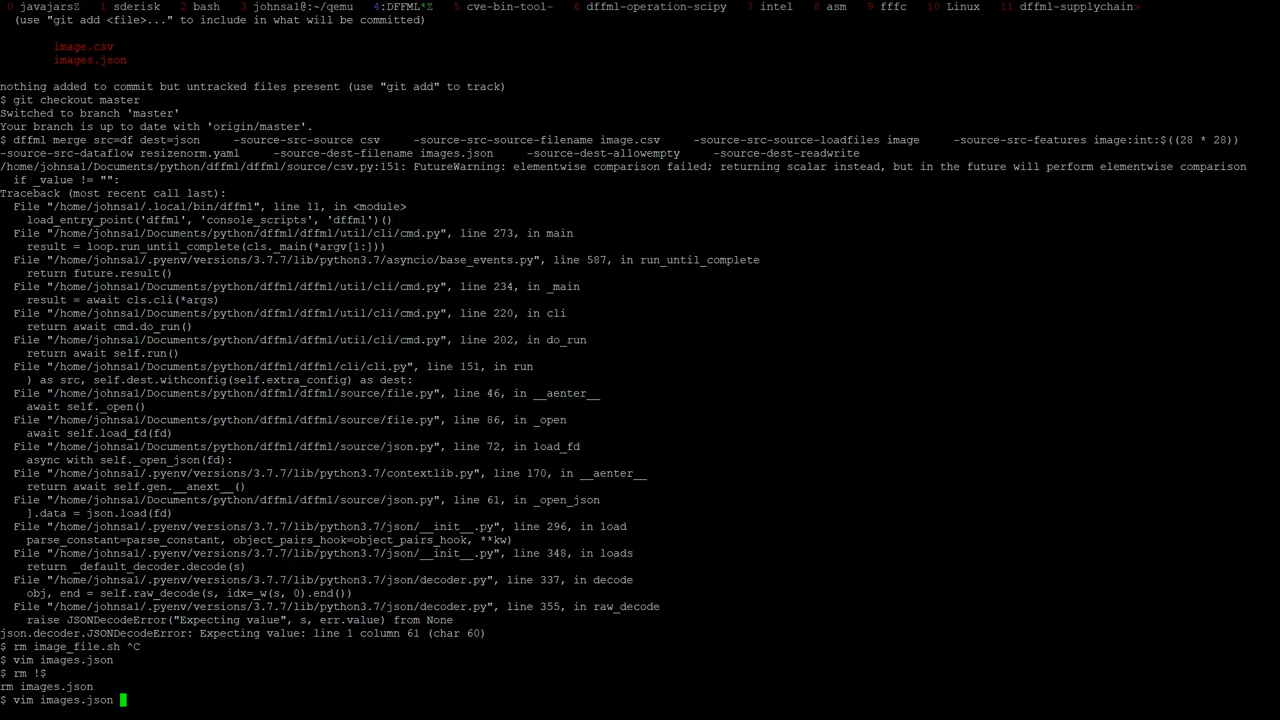 0 javajarsZ 1 sderisk 2 bash 3 johnsa1@:~/qemu 4:DFFML*Z 5 cve-bin-tool- 6 dffml-operation-scipy 7 intel 8 asm 9 fffc 10 Linux 11 dffml-supplychain>
(use "git add <file>..." to include in what will be committed)
image.csv
images.json
nothing added to commit but untracked files present (use "git add" to track)
$ git checkout master
Switched to branch 'master'
Your branch is up to date with 'origin/master'.
$ dffml merge src=df dest=json -source-src-source csv -source-src-source-filename image.csv -source-src-source-loadfiles image -source-src-features image:int:$((28 * 28))
-source-src-dataflow resizenorm.yaml -source-dest-filename images.json -source-dest-allowempty -source-dest-readwrite
/home/johnsa1/Documents/python/dffml/dffml/source/csv.py:151: FutureWarning: elementwise comparison failed; returning scalar instead, but in the future will perform elementwise comparison
if _value != "":
Traceback (most recent call last):
File "/home/johnsa1/.local/bin/dffml", line 11, in <module>
load_entry_point('dffml', 'console_scripts', 'dffml')()
File "/home/johnsa1/Documents/python/dffml/dffml/util/cli/cmd.py", line 273, in main
result = loop.run_until_complete(cls._main(*argv[1:]))
File "/home/johnsa1/.pyenv/versions/3.7.7/lib/python3.7/asyncio/base_events.py", line 587, in run_until_complete
return future.result()
File "/home/johnsa1/Documents/python/dffml/dffml/util/cli/cmd.py", line 234, in _main
result = await cls.cli(*args)
File "/home/johnsa1/Documents/python/dffml/dffml/util/cli/cmd.py", line 220, in cli
return await cmd.do_run()
File "/home/johnsa1/Documents/python/dffml/dffml/util/cli/cmd.py", line 202, in do_run
return await self.run()
File "/home/johnsa1/Documents/python/dffml/dffml/cli/cli.py", line 151, in run
) as src, self.dest.withconfig(self.extra_config) as dest:
File "/home/johnsa1/Documents/python/dffml/dffml/source/file.py", line 46, in __aenter__
await self._open()
File "/home/johnsa1/Documents/python/dffml/dffml/source/file.py", line 86, in _open
await self.load_fd(fd)
File "/home/johnsa1/Documents/python/dffml/dffml/source/json.py", line 72, in load_fd
async with self._open_json(fd):
File "/home/johnsa1/.pyenv/versions/3.7.7/lib/python3.7/contextlib.py", line 170, in __aenter__
return await self.gen.__anext__()
File "/home/johnsa1/Documents/python/dffml/dffml/source/json.py", line 61, in _open_json
].data = json.load(fd)
File "/home/johnsa1/.pyenv/versions/3.7.7/lib/python3.7/json/__init__.py", line 296, in load
parse_constant=parse_constant, object_pairs_hook=object_pairs_hook, **kw)
File "/home/johnsa1/.pyenv/versions/3.7.7/lib/python3.7/json/__init__.py", line 348, in loads
return _default_decoder.decode(s)
File "/home/johnsa1/.pyenv/versions/3.7.7/lib/python3.7/json/decoder.py", line 337, in decode
obj, end = self.raw_decode(s, idx=_w(s, 0).end())
File "/home/johnsa1/.pyenv/versions/3.7.7/lib/python3.7/json/decoder.py", line 355, in raw_decode
raise JSONDecodeError("Expecting value", s, err.value) from None
json.decoder.JSONDecodeError: Expecting value: line 1 column 61 (char 60)
$ rm image_file.sh ^C
$ vim images.json
$ rm !$
rm images.json
$ vim images.json